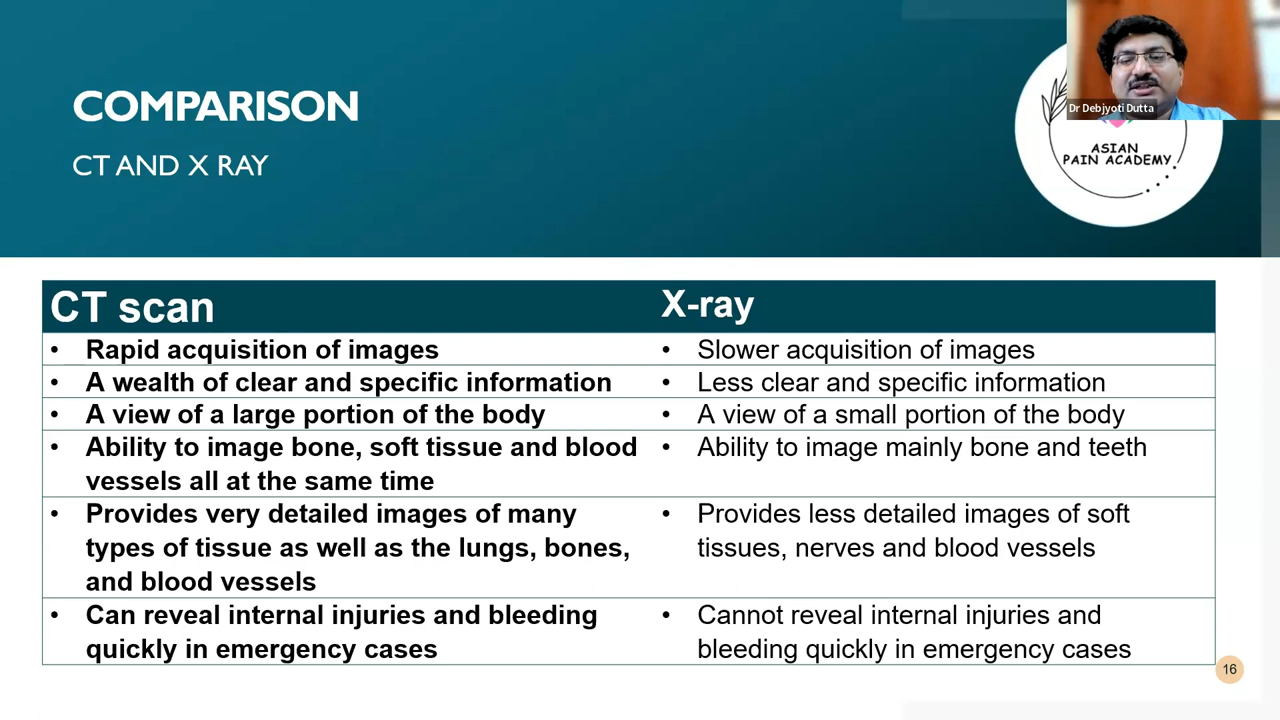 COMPARISON
CT AND X RAY
Dr Debjyoti Dutta
ASIAN
PAIN ACADEMY
CT scan
X-ray
• Rapid acquisition of images
• Slower acquisition of images
• A wealth of clear and specific information
• Less clear and specific information
• A view of a large portion of the body
• A view of a small portion of the body
• Ability to image bone, soft tissue and blood
vessels all at the same time
• Ability to image mainly bone and teeth
• Provides very detailed images of many
types of tissue as well as the lungs, bones,
and blood vessels
• Provides less detailed images of soft
tissues, nerves and blood vessels
• Can reveal internal injuries and bleeding
quickly in emergency cases
• Cannot reveal internal injuries and
bleeding quickly in emergency cases
16